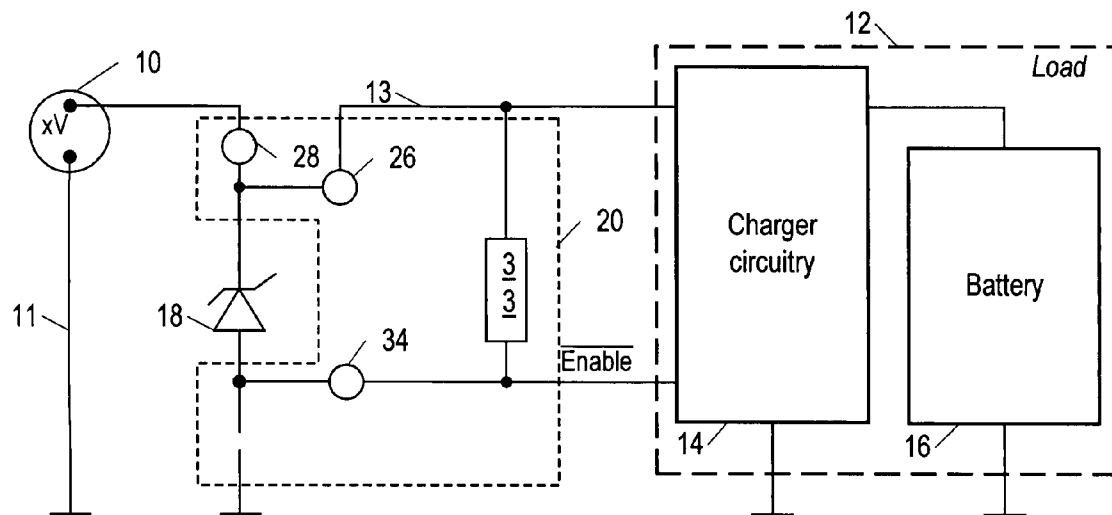 12
Load
10
xV
13
28
26
20
3
3
Charger
circuitry
Battery
11
18
34
Enable
14
16